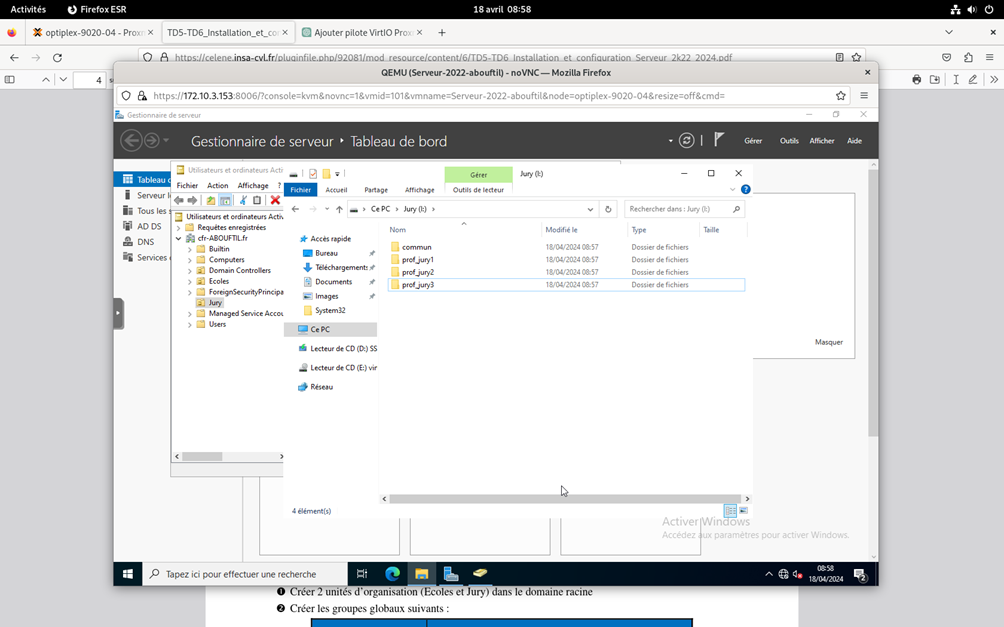 Activités
Firefox ESR
18 avril 08:58
optiplex-9020-04 - Proxm
TD5-TD6_Installation_et_co
Ajouter pilote VirtIO Prox
https://celene.insa-cvl.fr/pluginfile.php/92081/mod_resource/content/6/TD5-TD6_Installation_et_configuration_Serveur_2k22_2024.pdf
4
QEMU (Serveur-2022-abouftil) - noVNC — Mozilla Firefox
https://172.10.3.153:8006/?console=kvm&novnc=1&vmid=101&vmname=Serveur-2022-abouftil&node=optiplex-9020-04&resize=off&cmd=
Gestionnaire de serveur
Gestionnaire de serveur
Tableau de bord
Gérer
Outils
Afficher
Aide
Tableau
Serveur l
Tous les s
AD DS
DNS
Services
Utilisateurs et ordinateurs Acti
Fichier
Action
Affichage
?
Utilisateurs et ordinateurs Activ
Requêtes enregistrées
cfr-ABOUFTIL.fr
Builtin
Computers
Domain Controllers
Ecoles
ForeignSecurityPrincipa
Jury
Managed Service Accou
Users
Gérer
Jury (I:)
Fichier
Accueil
Partage
Affichage
Outils de lecteur
Ce PC
Jury (I:)
Rechercher dans : Jury (I:)
Accès rapide
Bureau
Téléchargements
Documents
Images
System32
Ce PC
Lecteur de CD (D:) SS
Lecteur de CD (E:) vir
Réseau
Nom
Modifié le
Type
Taille
commun
18/04/2024 08:57
Dossier de fichiers
prof_jury1
18/04/2024 08:57
Dossier de fichiers
prof_jury2
18/04/2024 08:57
Dossier de fichiers
prof_jury3
18/04/2024 08:57
Dossier de fichiers
4 élément(s)
Masquer
Activer Windows
Accédez aux paramètres pour activer Windows.
Tapez ici pour effectuer une recherche
08:58
18/04/2024
2
❶ Créer 2 unités d’organisation (Ecoles et Jury) dans le domaine racine
❷ Créer les groupes globaux suivants :